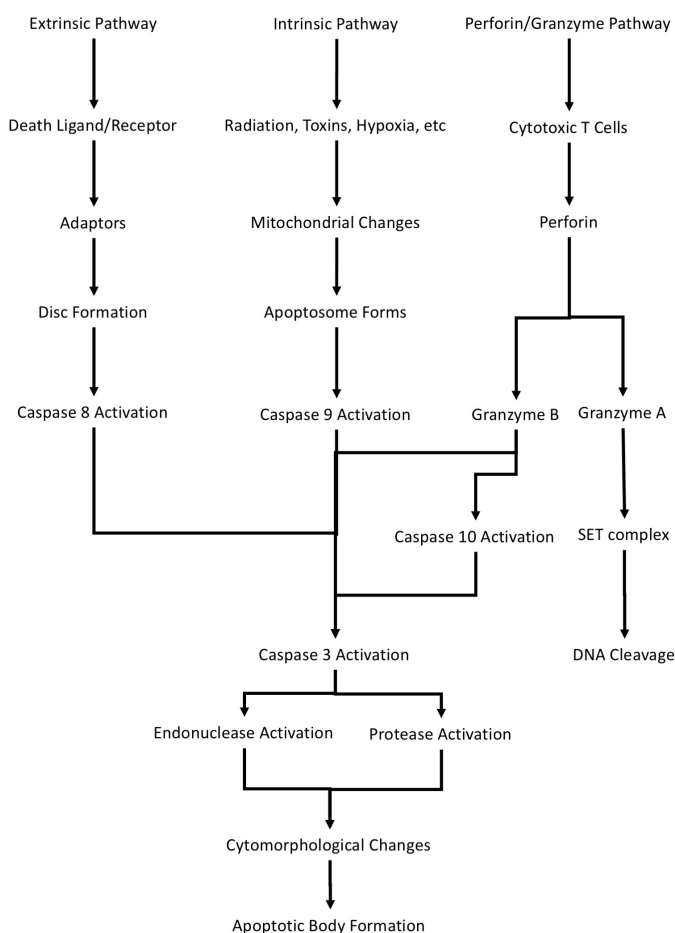 Extrinsic Pathway
Intrinsic Pathway
Perforin/Granzyme Pathway
Death Ligand/Receptor
Radiation, Toxins, Hypoxia, etc
Cytotoxic T Cells
Adaptors
Mitochondrial Changes
Perforin
Disc Formation
Apoptosome Forms
Caspase 8 Activation
Caspase 9 Activation
Granzyme B
Granzyme A
Caspase 10 Activation
SET complex
Caspase 3 Activation
DNA Cleavage
Endonuclease Activation
Protease Activation
Cytomorphological Changes
Apoptotic Body Formation